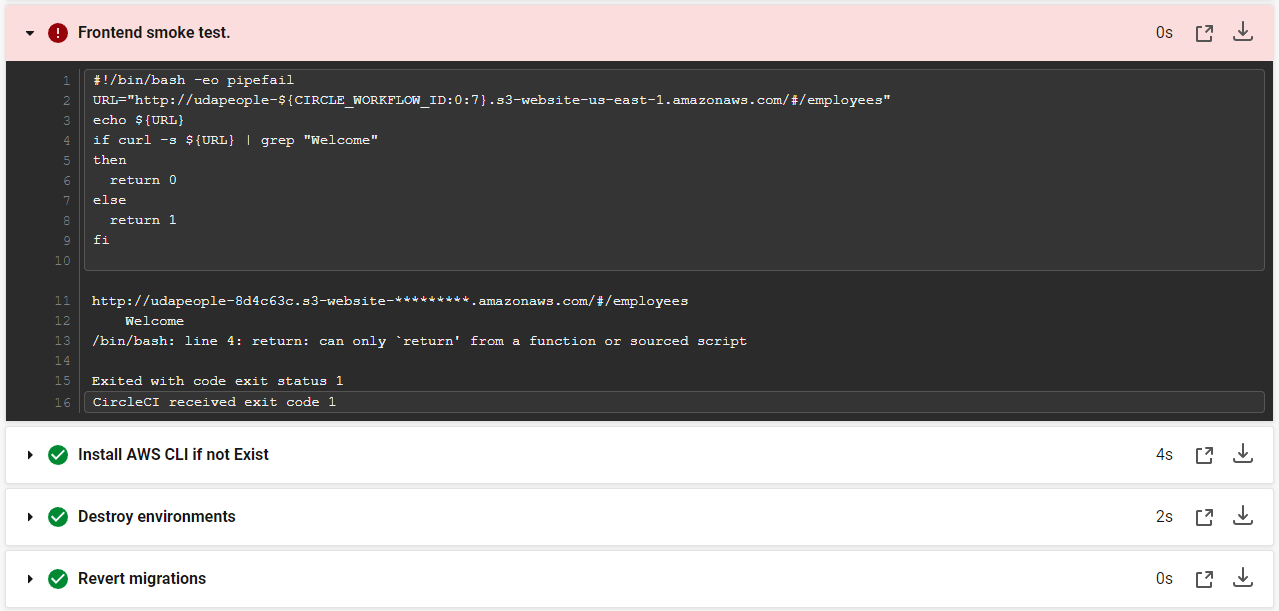 Frontend smoke test. 0s
1 #!/bin/bash -eo pipefail
2 URL="http://udapeople-${CIRCLE_WORKFLOW_ID:0:7}.s3-website-us-east-1.amazonaws.com/#/employees"
3 echo ${URL}
4 if curl -s ${URL} | grep "Welcome"
5 then
6 return 0
7 else
8 return 1
9 fi
10
11 http://udapeople-8d4c63c.s3-website-*********.amazonaws.com/#/employees
12 Welcome
13 /bin/bash: line 4: return: can only `return' from a function or sourced script
14
15 Exited with code exit status 1
16 CircleCI received exit code 1
Install AWS CLI if not Exist 4s
Destroy environments 2s
Revert migrations 0s